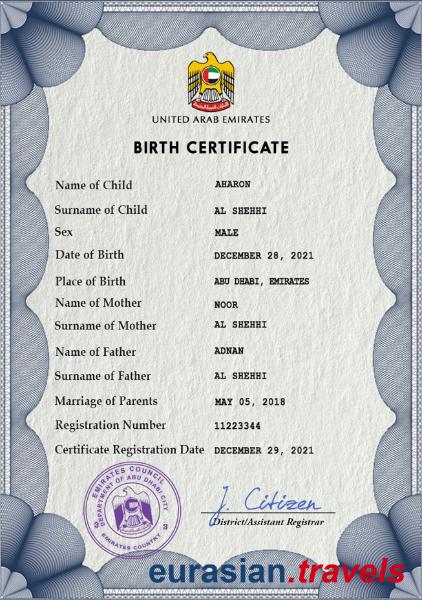 UNITED ARAB EMIRATES
BIRTH CERTIFICATE
Name of Child AHARON
Surname of Child AL SHEHHI
Sex MALE
Date of Birth DECEMBER 28, 2021
Place of Birth ABU DHABI, EMIRATES
Name of Mother NOOR
Surname of Mother AL SHEHHI
Name of Father ADNAN
Surname of Father AL SHEHHI
Marriage of Parents MAY 05, 2018
Registration Number 11223344
Certificate Registration Date DECEMBER 29, 2021
EMIRATES COUNCIL
DEPARTMENT OF ABU DHABI CITY
3 3
EMIRATES COUNTRY
J. Citizen
District/Assistant Registrar
eurasian.travels